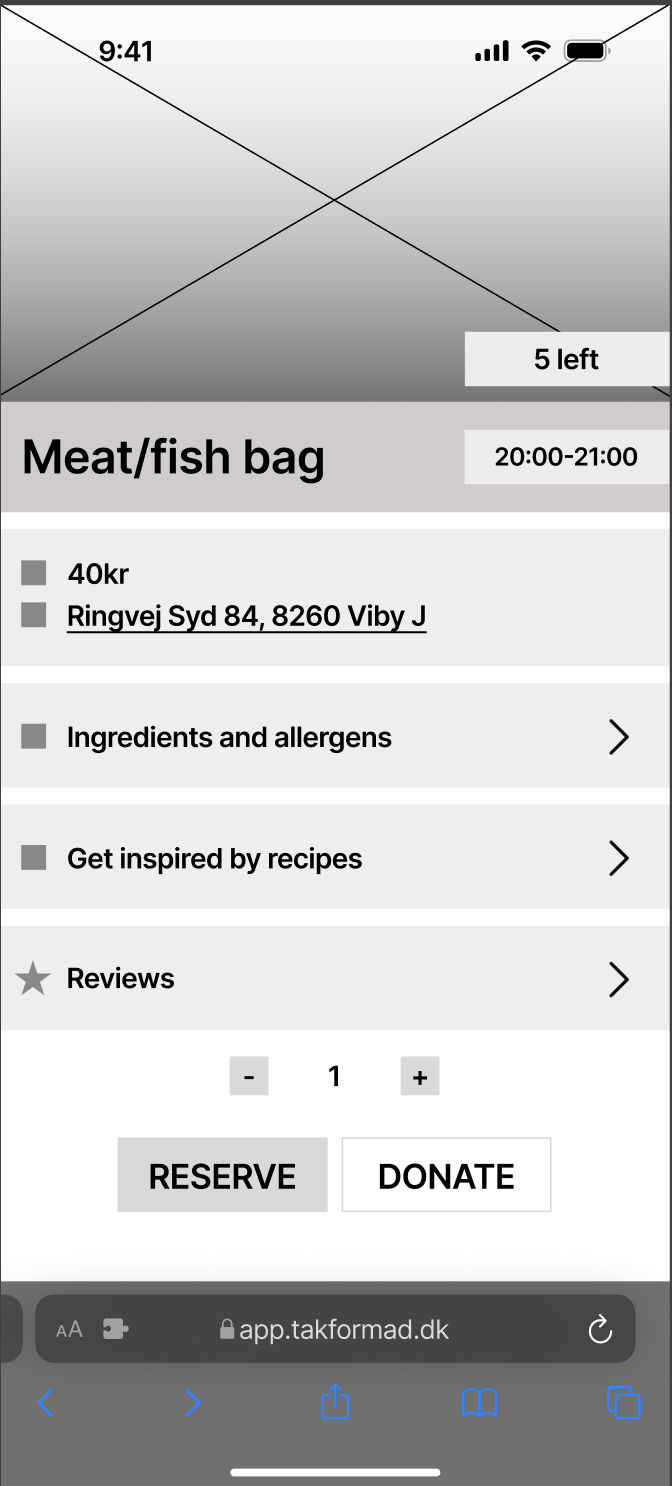 9:41
5 left
Meat/fish bag
20:00-21:00
40kr
Ringvej Syd 84, 8260 Viby J
Ingredients and allergens
Get inspired by recipes
Reviews
- 1 +
RESERVE DONATE
AA app.takformad.dk